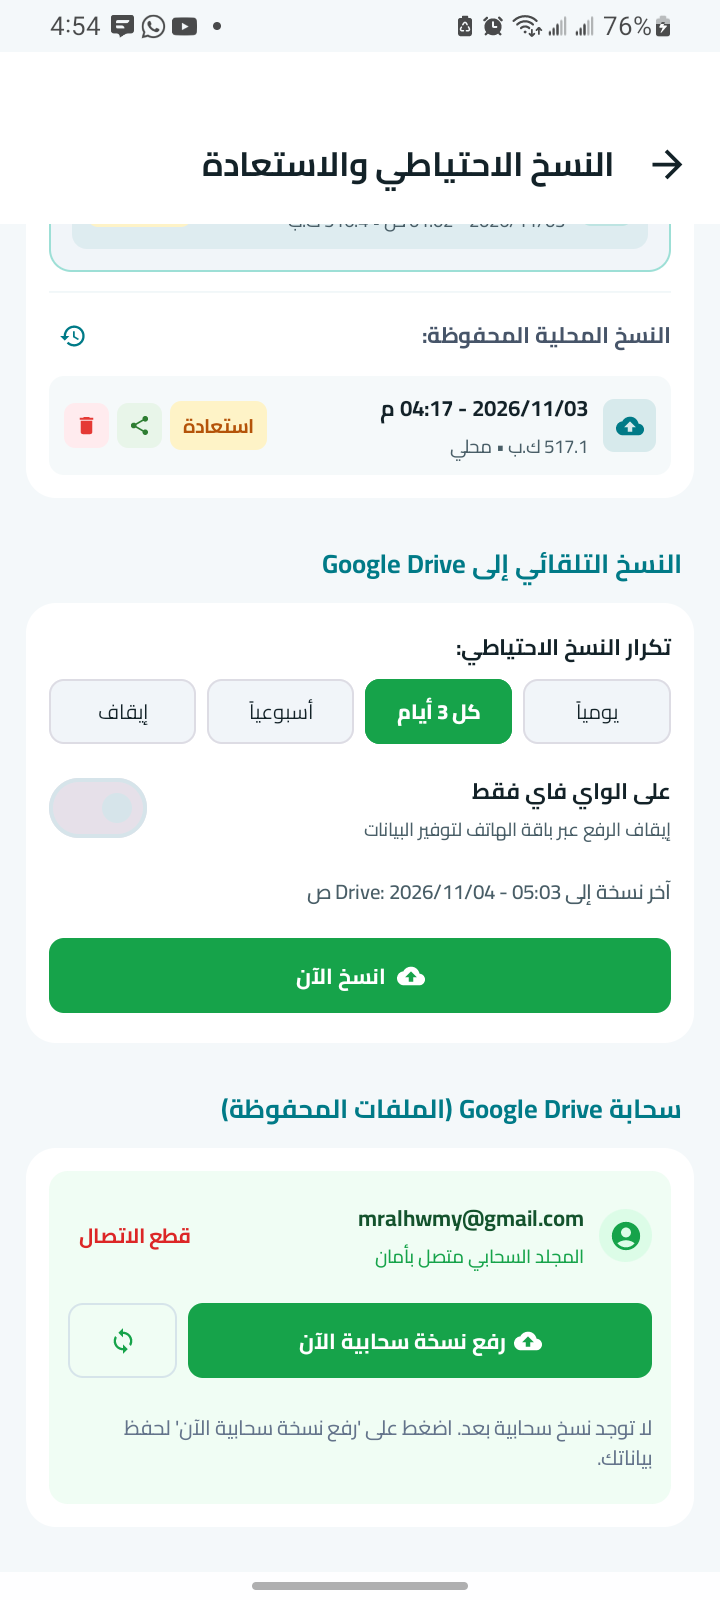 4:54
76%
النسخ الاحتياطي والاستعادة
النسخ المحلية المحفوظة:
2026/11/03 - 04:17 م
517.1 ك.ب • محلي
استعادة
النسخ التلقائي إلى Google Drive
تكرار النسخ الاحتياطي:
يومياً
كل 3 أيام
أسبوعياً
إيقاف
على الواي فاي فقط
إيقاف الرفع عبر باقة الهاتف لتوفير البيانات
آخر نسخة إلى Drive: 2026/11/04 - 05:03 ص
انسخ الآن
سحابة Google Drive (الملفات المحفوظة)
mralhwmy@gmail.com
المجلد السحابي متصل بأمان
قطع الاتصال
رفع نسخة سحابية الآن
لا توجد نسخ سحابية بعد. اضغط على 'رفع نسخة سحابية الآن' لحفظ
بياناتك.